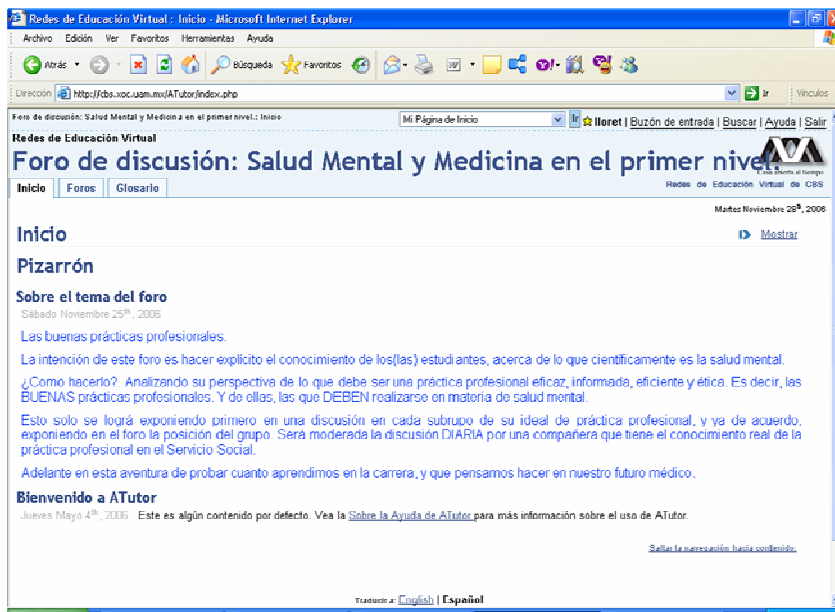 Redes de Educación Virtual : Inicio - Microsoft Internet Explorer
Archivo Edición Ver Favoritos Herramientas Ayuda
Atrás Búsqueda Favoritos
Dirección http://cbs.xoc.uam.mx/ATutor/index.php Ir Vínculos
Foro de discusión: Salud Mental y Medicina en el primer nivel.: Inicio Mi Página de Inicio Ir lloret | Buzón de entrada | Buscar | Ayuda | Salir
Redes de Educación Virtual
Foro de discusión: Salud Mental y Medicina en el primer nivel.
Casa abierta al tiempo
Inicio Foros Glosario Redes de Educación Virtual de CBS
Martes Noviembre 28th, 2006
Inicio Mostrar
Pizarrón
Sobre el tema del foro
Sábado Noviembre 25th, 2006
Las buenas prácticas profesionales.
La intención de este foro es hacer explícito el conocimiento de los(las) estudiantes, acerca de lo que científicamente es la salud mental.
¿Como hacerlo?. Analizando su perspectiva de lo que debe ser una práctica profesional eficaz, informada, eficiente y ética. Es decir, las
BUENAS prácticas profesionales. Y de ellas, las que DEBEN realizarse en materia de salud mental.
Esto solo se lográ exponiendo primero en una discusión en cada subrupo de su ideal de práctica profesional, y ya de acuerdo,
exponiendo en el foro la posición del grupo. Será moderada la discusión DIARIA por una compañera que tiene el conocimiento real de la
práctica profesional en el Servicio Social.
Adelante en esta aventura de probar cuanto aprendimos en la carrera, y que pensamos hacer en nuestro futuro médico.
Bienvenido a ATutor
Jueves Mayo 4th, 2006 Este es algún contenido por defecto. Vea la Sobre la Ayuda de ATutor para más información sobre el uso de ATutor.
Saltar la navegación hacia contenido.
Traducir a: English | Español